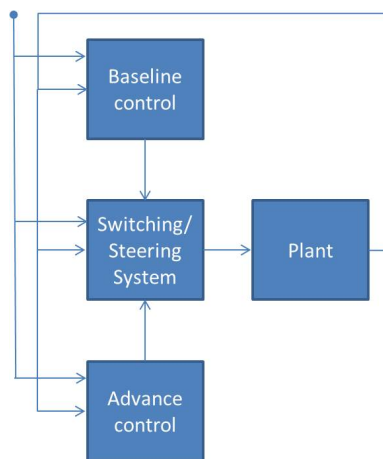 Baseline
control
Switching/
Steering
System
Plant
Advance
control